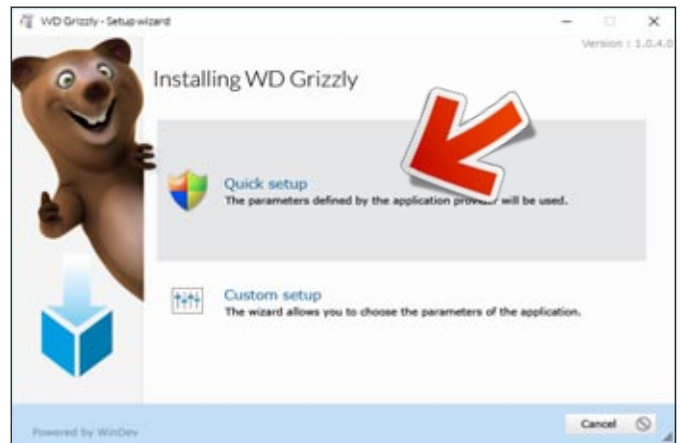 WD Grizzly - Setup wizard
Version : 1.0.4.0
Installing WD Grizzly
Quick setup
The parameters defined by the application will be used.
Custom setup
The wizard allows you to choose the parameters of the application.
Powered by WinDev
Cancel